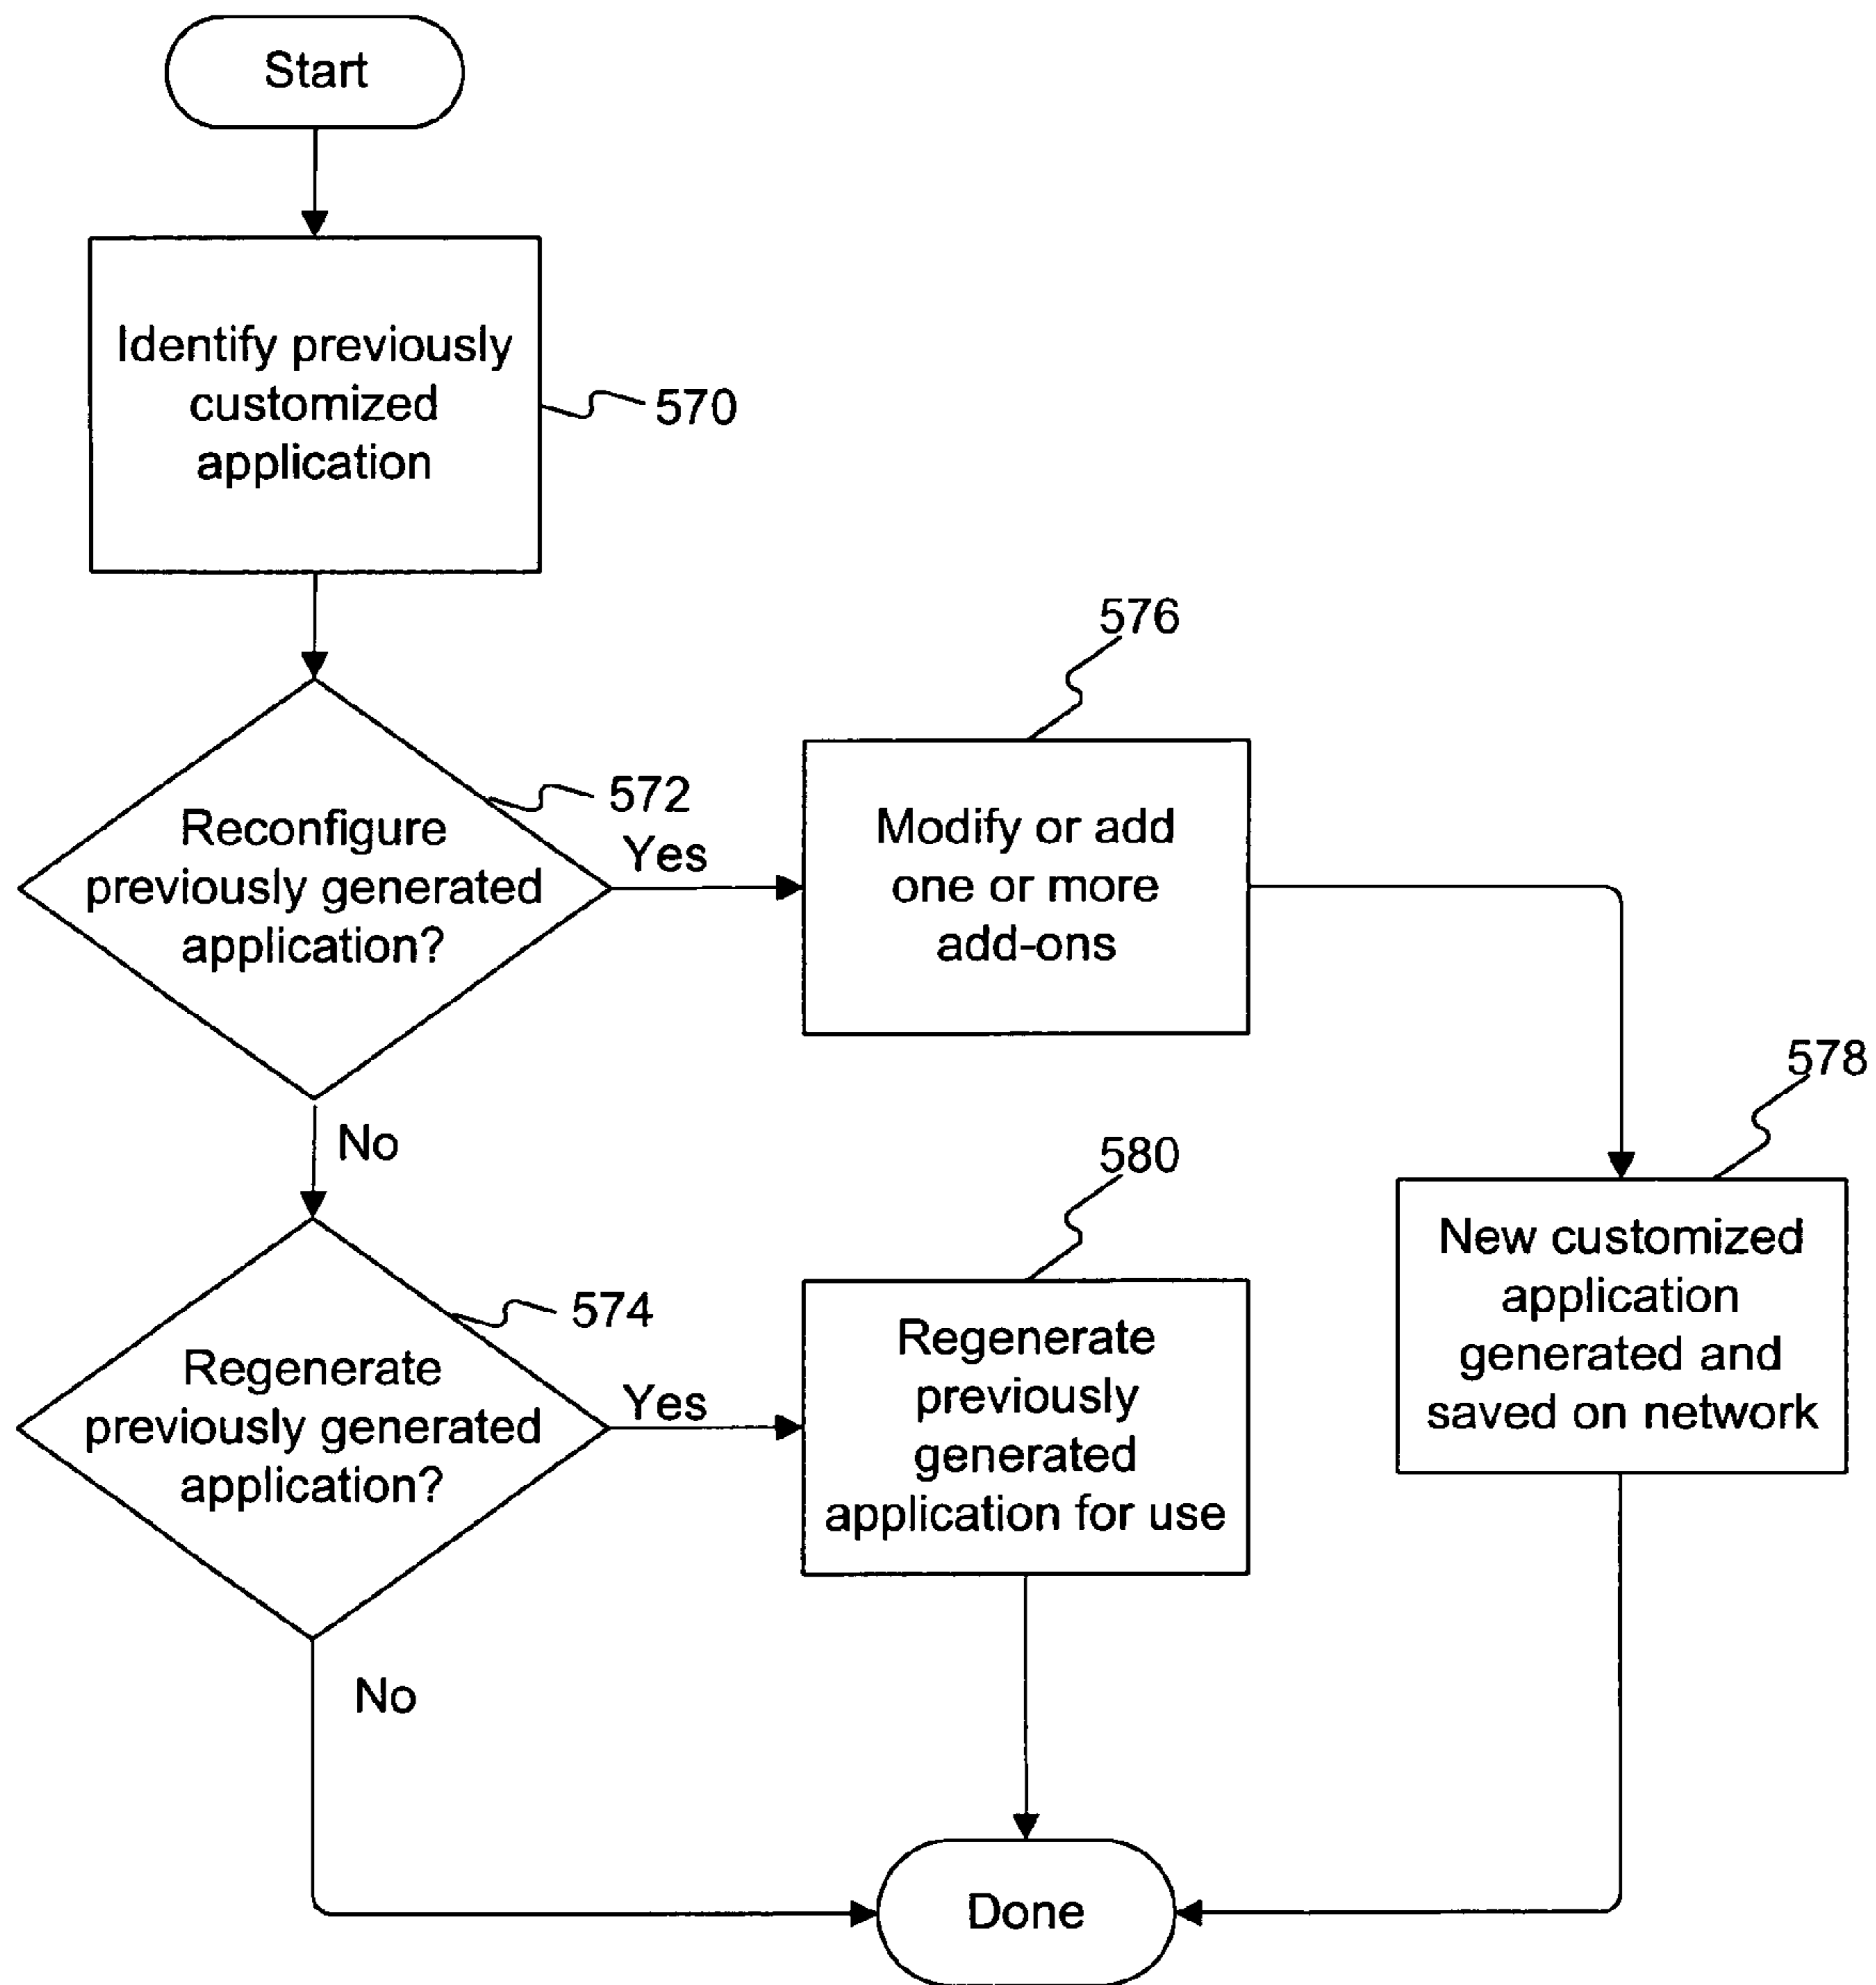 Start
Identify previously
customized
application
570
572
Reconfigure
previously generated
application?
Yes
576
Modify or add
one or more
add-ons
No
574
Regenerate
previously generated
application?
Yes
580
Regenerate
previously
generated
application for use
578
New customized
application
generated and
saved on network
No
Done